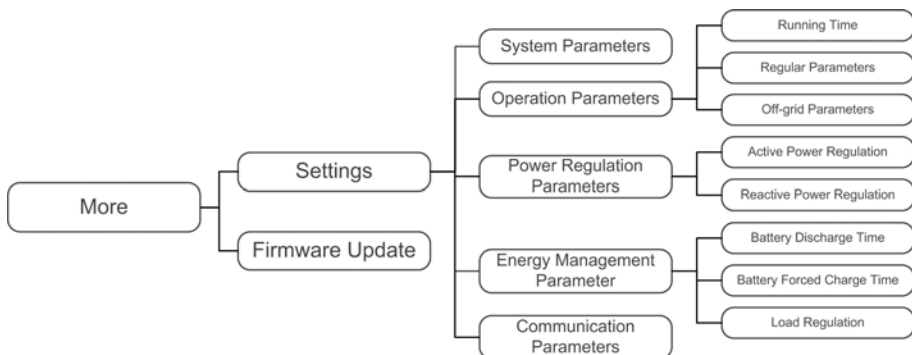 More
Settings
Firmware Update
System Parameters
Operation Parameters
Power Regulation
Parameters
Energy Management
Parameter
Communication
Parameters
Running Time
Regular Parameters
Off-grid Parameters
Active Power Regulation
Reactive Power Regulation
Battery Discharge Time
Battery Forced Charge Time
Load Regulation